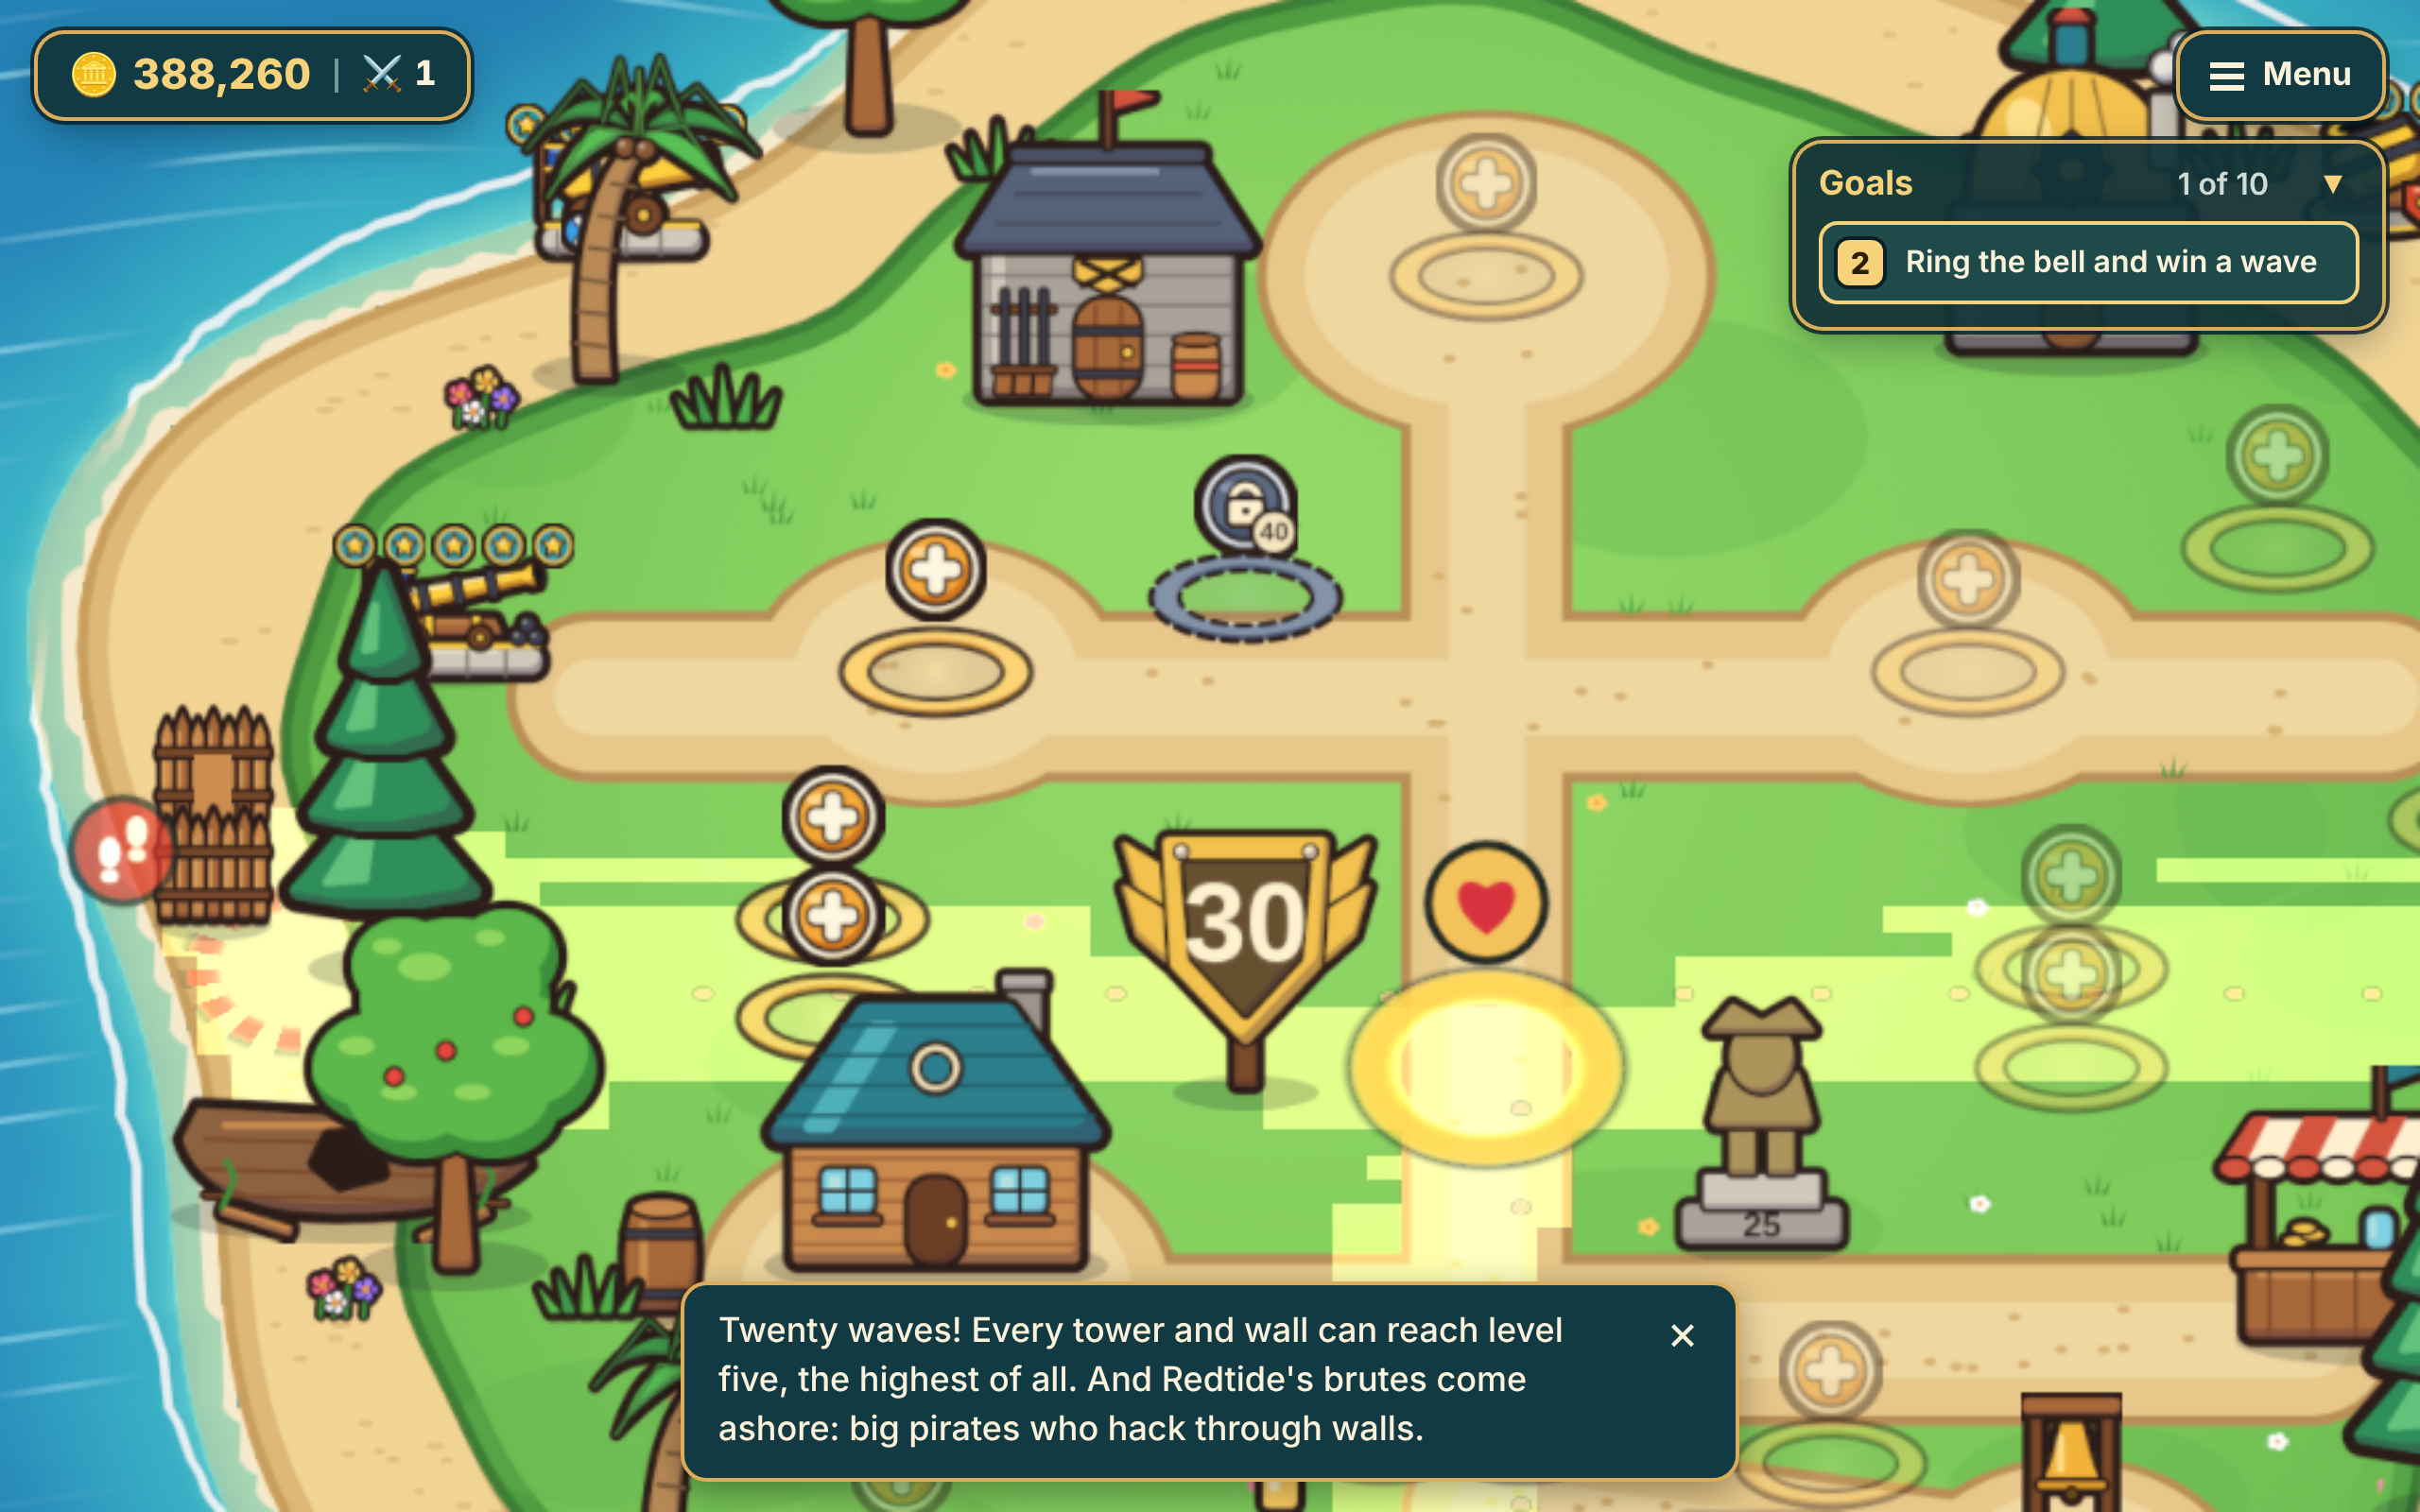 388,260 | 1
Menu
Goals 1 of 10
2 Ring the bell and win a wave
40
30
25
Twenty waves! Every tower and wall can reach level
five, the highest of all. And Redtide's brutes come
ashore: big pirates who hack through walls.